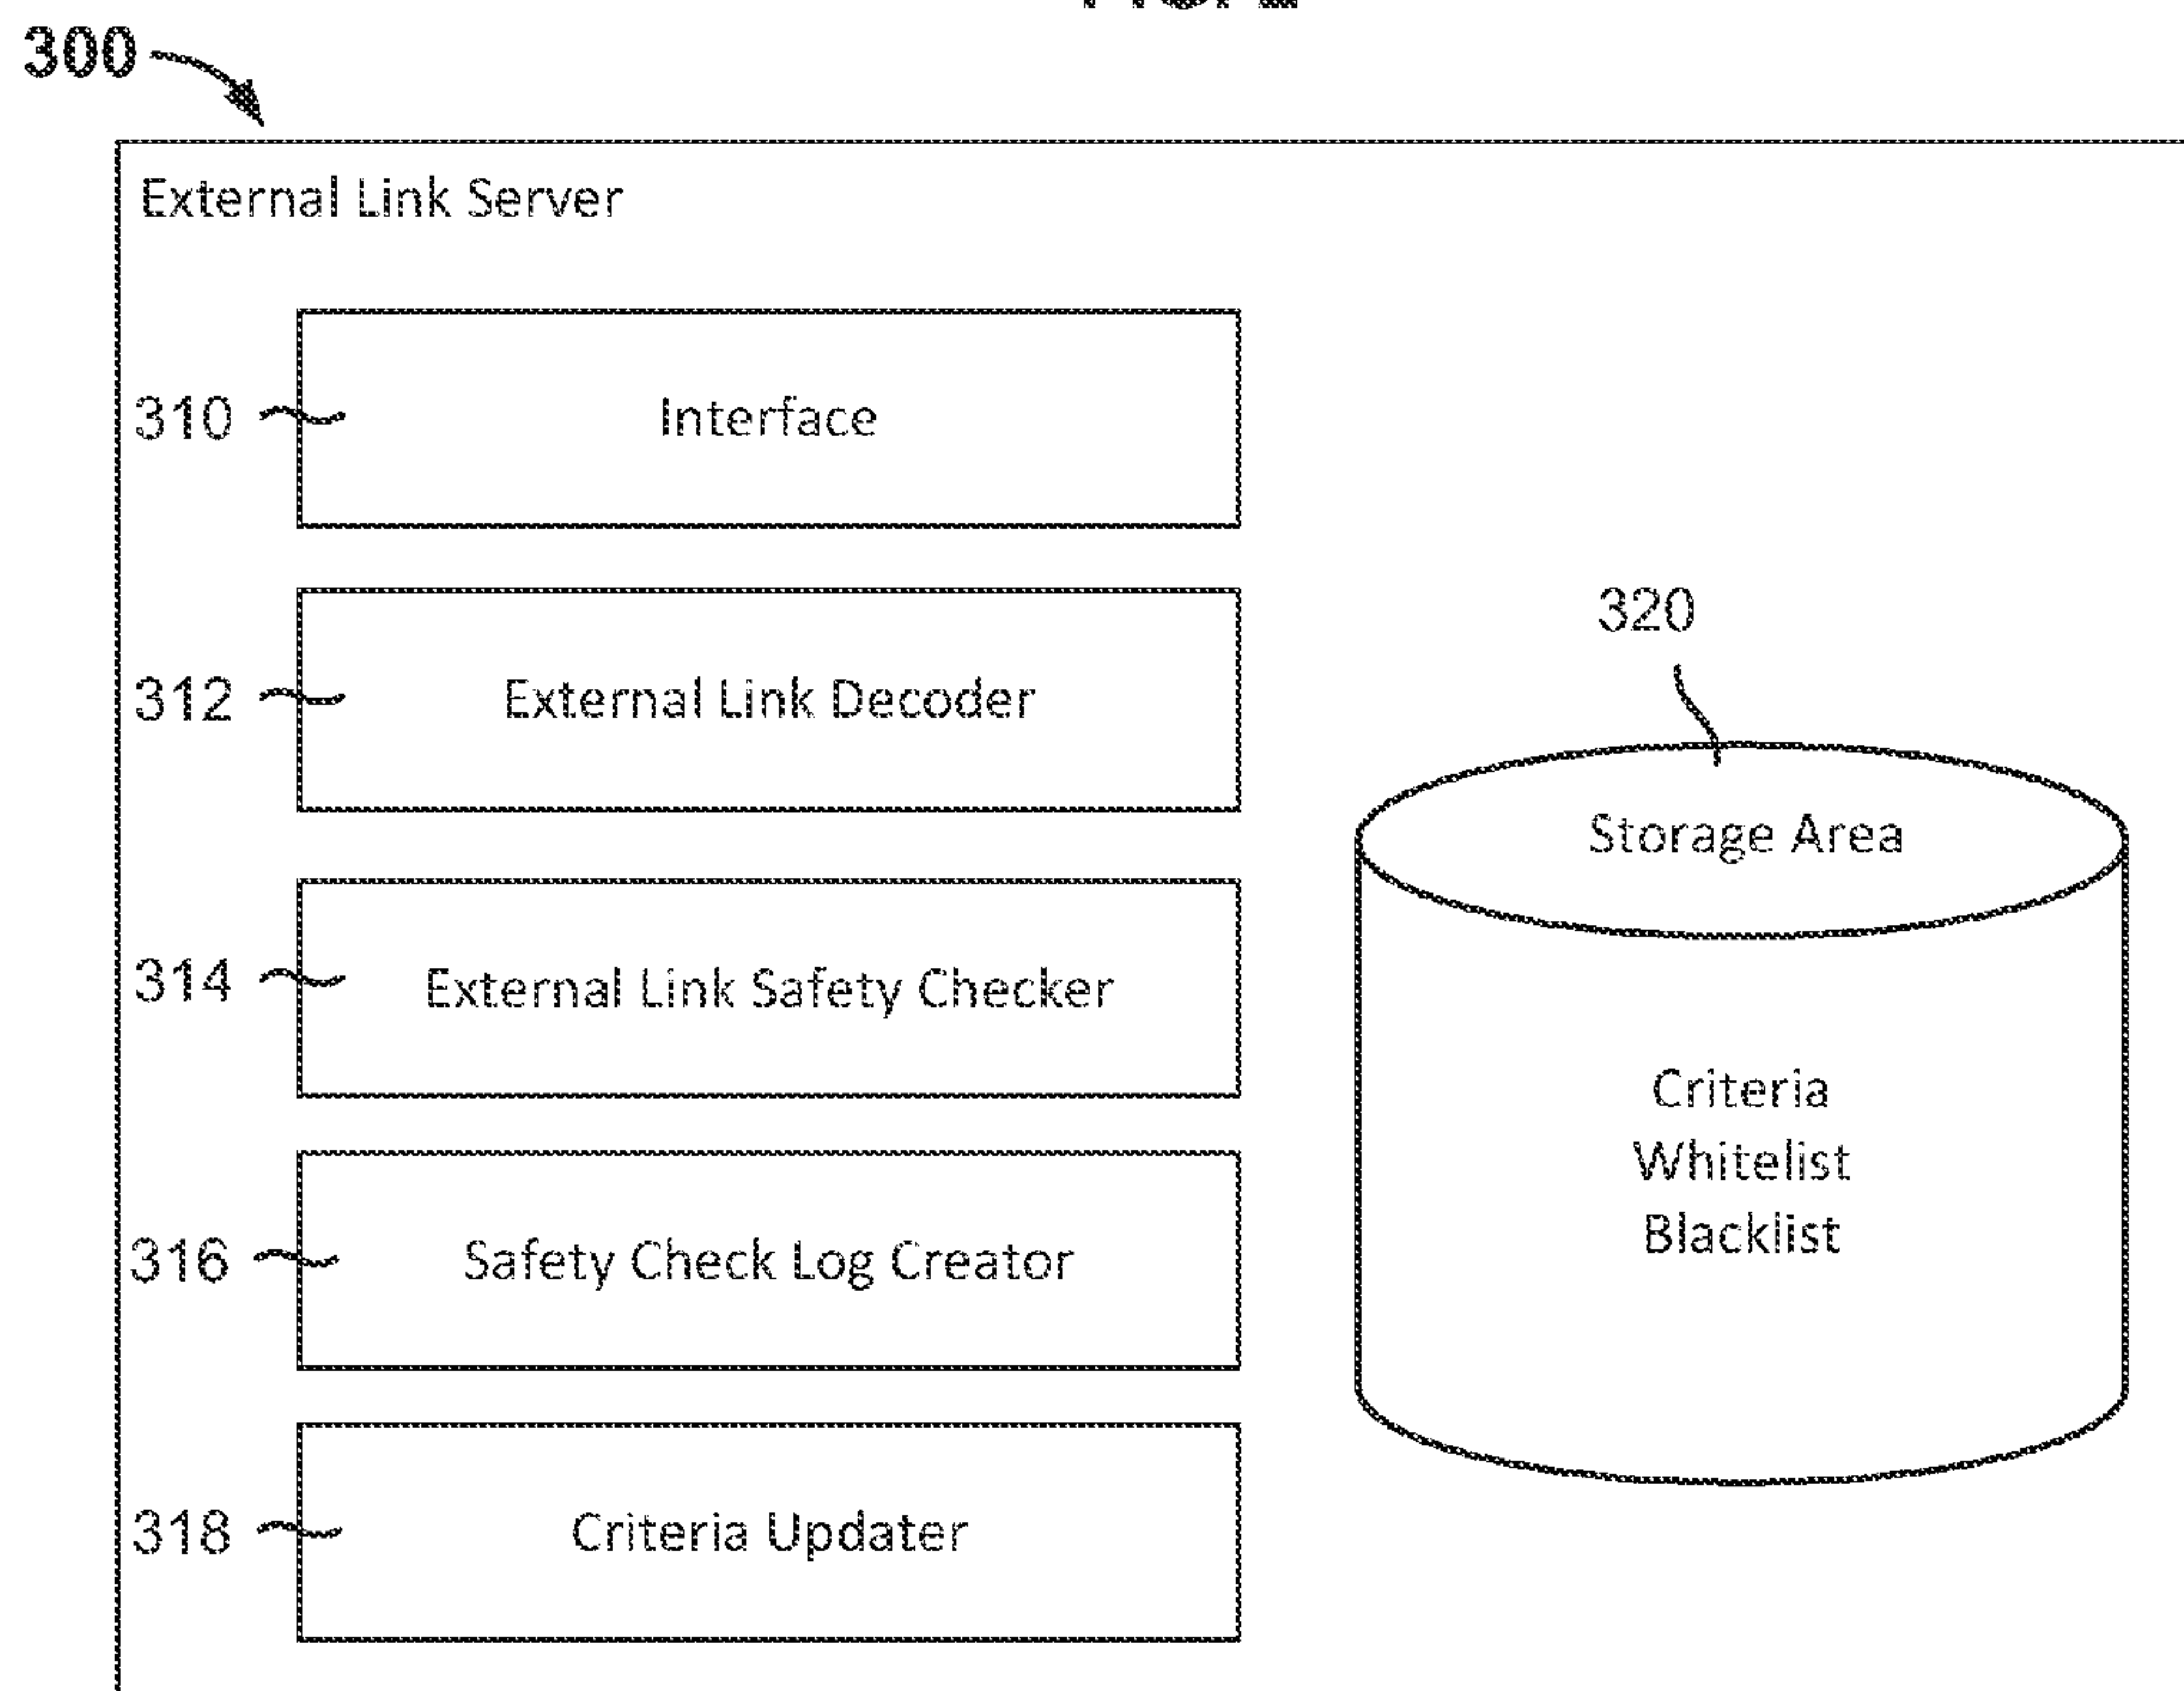 300
External Link Server
310 Interface
312 External Link Decoder
320
Storage Area
314 External Link Safety Checker
Criteria
Whitelist
Blacklist
316 Safety Check Log Creator
318 Criteria Updater